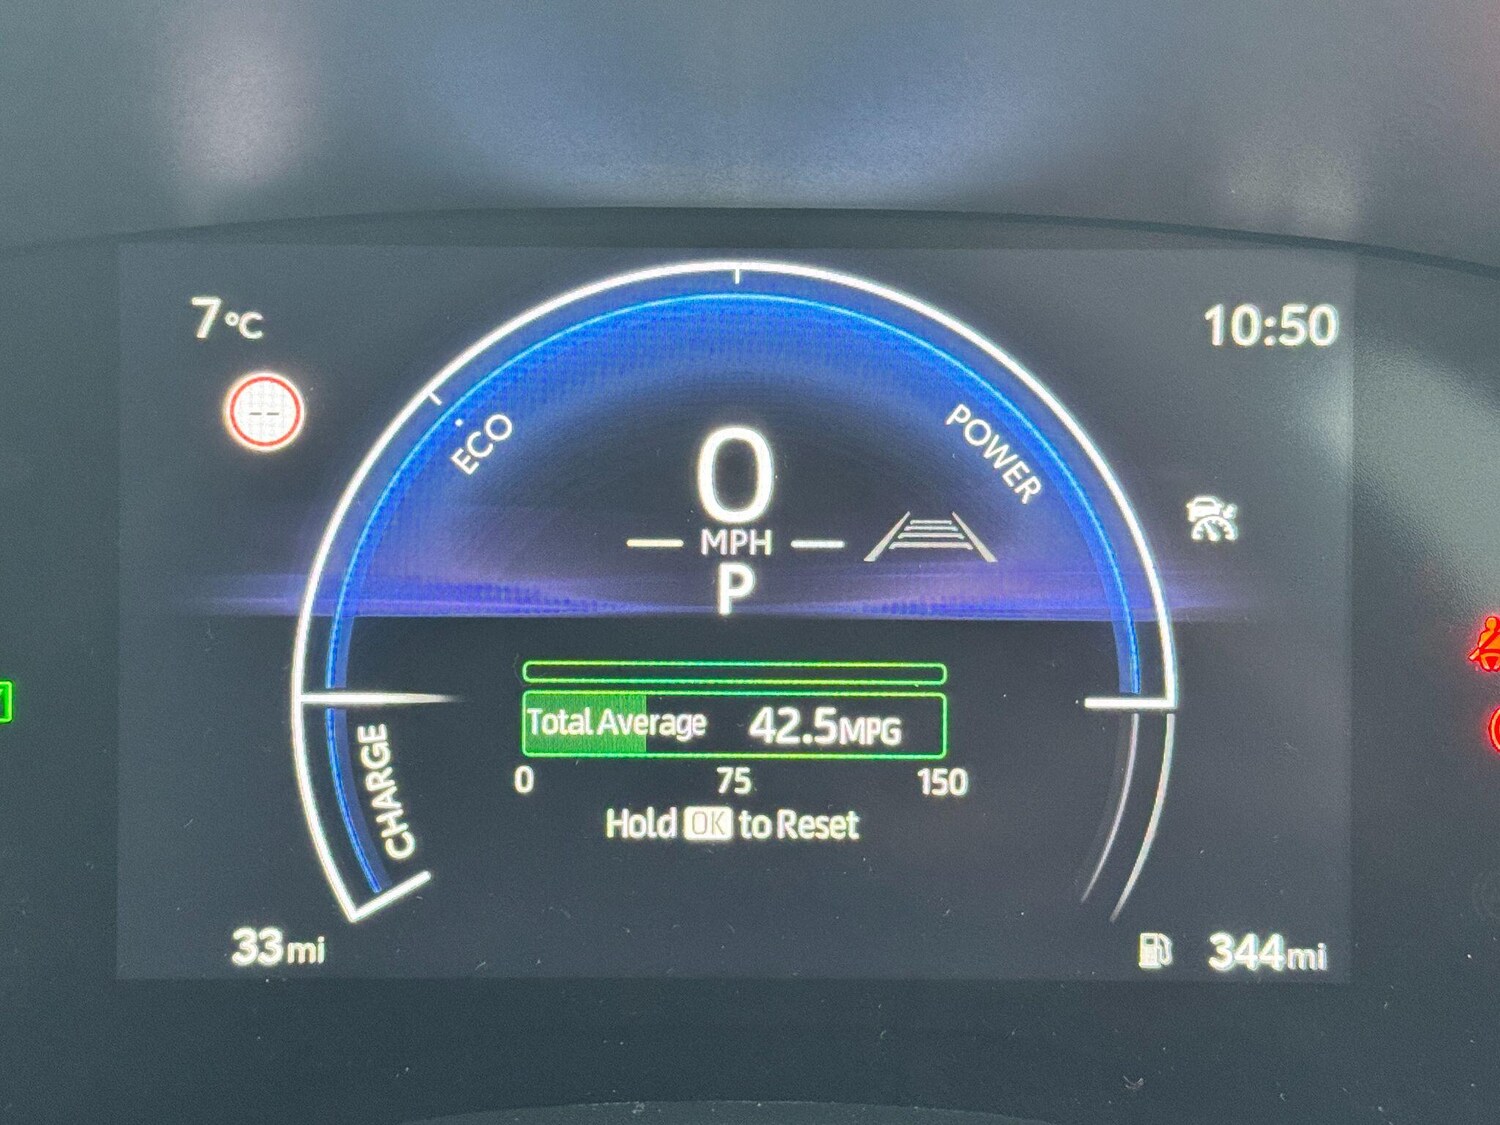 7°C
10:50
--
ECO
POWER
0
MPH
P
CHARGE
Total Average 42.5MPG
0 75 150
Hold OK to Reset
33mi
344mi